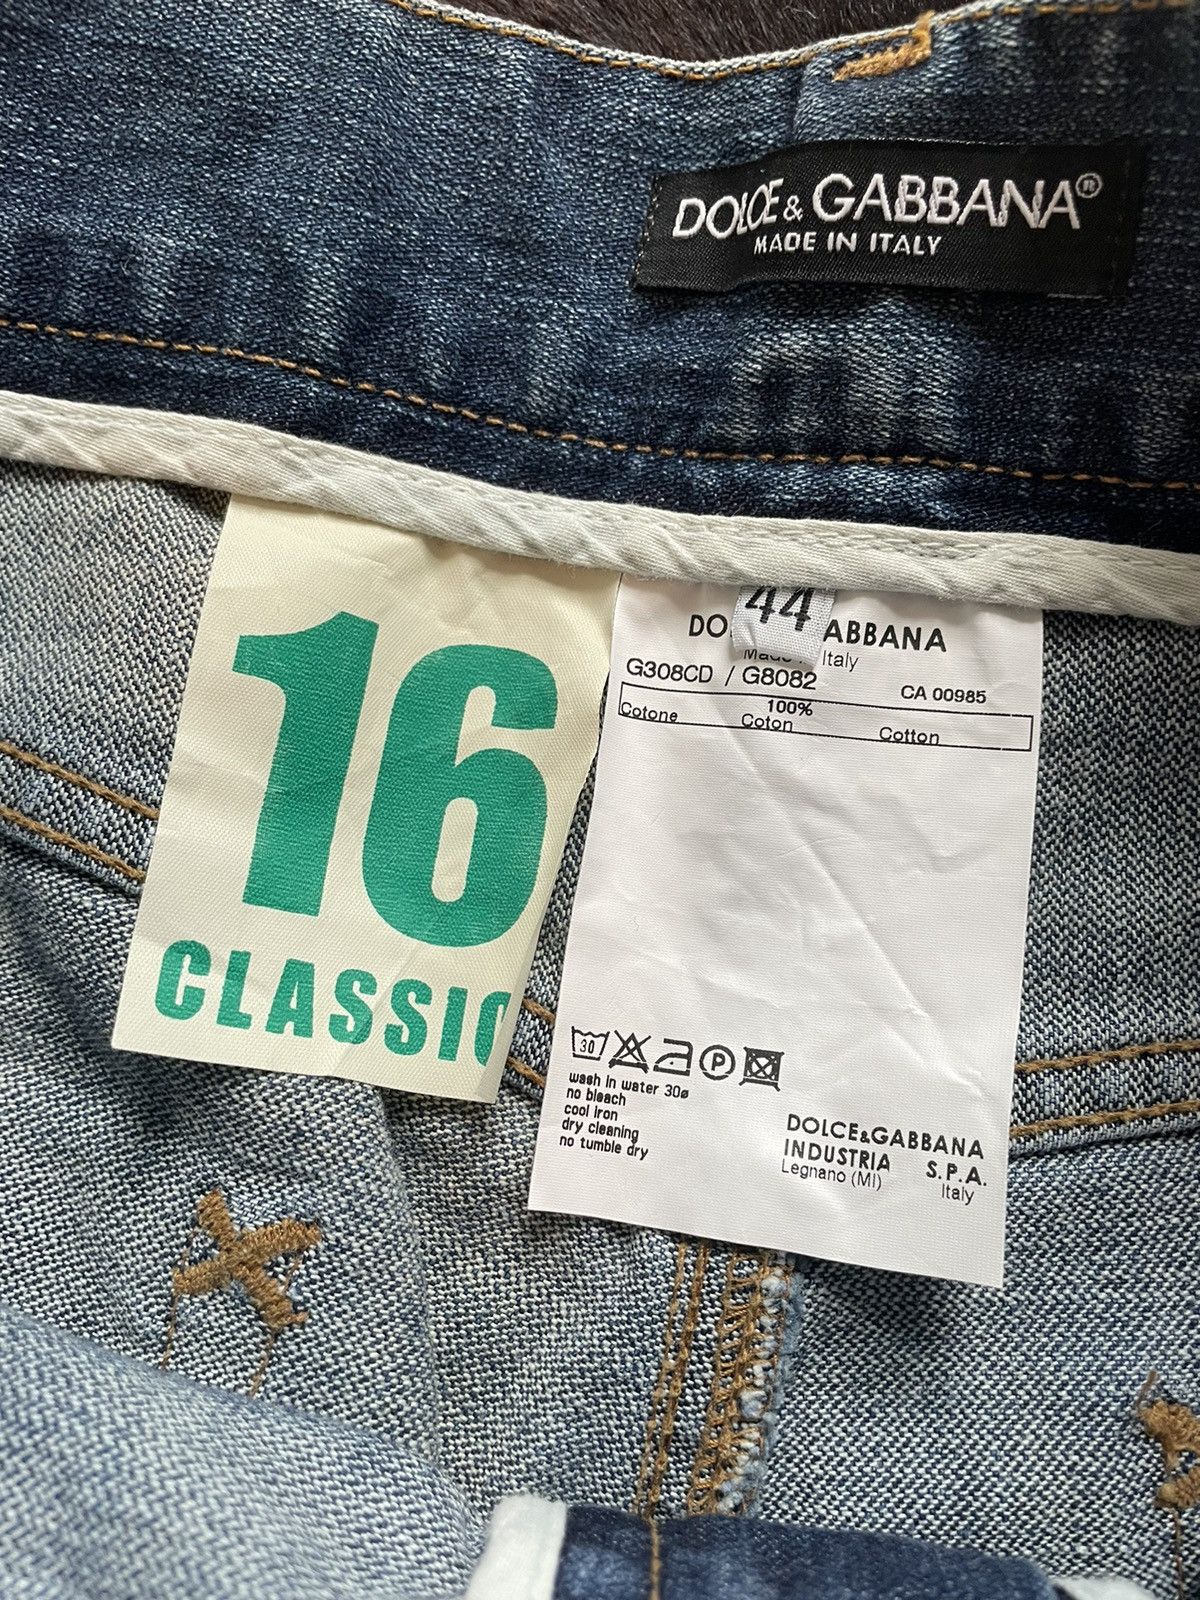 DOLCE & GABBANA®
MADE IN ITALY
16
CLASSIC
44
DO ABBANA
Italy
G308CD / G8082
CA 00985
100%
Cotone Coton Cotton
30 P
wash in water 30ø
no bleach
cool iron
dry cleaning
no tumble dry
DOLCE&GABBANA
INDUSTRIA S.P.A.
Legnano (MI) Italy